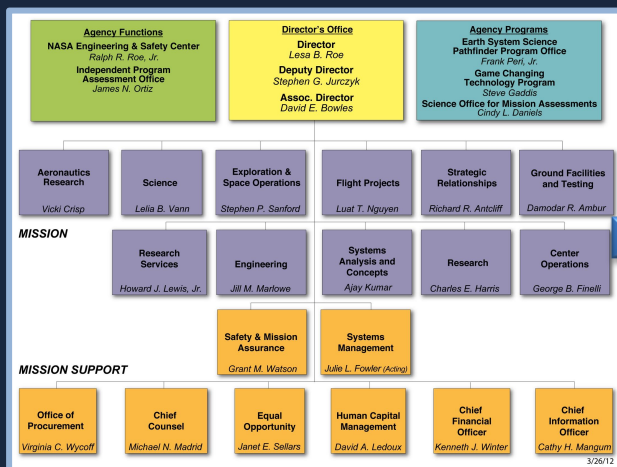 Agency Functions
NASA Engineering & Safety Center
Ralph R. Roe, Jr.
Independent Program
Assessment Office
James N. Ortiz
Director's Office
Director
Lesa B. Roe
Deputy Director
Stephen G. Jurczyk
Assoc. Director
David E. Bowles
Agency Programs
Earth System Science
Pathfinder Program Office
Frank Peri, Jr.
Game Changing
Technology Program
Steve Gaddis
Science Office for Mission Assessments
Cindy L. Daniels
Aeronautics
Research
Vicki Crisp
Science
Lelia B. Vann
Exploration &
Space Operations
Stephen P. Sanford
Flight Projects
Luat T. Nguyen
Strategic
Relationships
Richard R. Antcliff
Ground Facilities
and Testing
Damodar R. Ambur
MISSION
Research
Services
Howard J. Lewis, Jr.
Engineering
Jill M. Marlowe
Systems
Analysis and
Concepts
Ajay Kumar
Research
Charles E. Harris
Center
Operations
George B. Finelli
Safety & Mission
Assurance
Grant M. Watson
Systems
Management
Julie L. Fowler (Acting)
MISSION SUPPORT
Office of
Procurement
Virginia C. Wycoff
Chief
Counsel
Michael N. Madrid
Equal
Opportunity
Janet E. Sellars
Human Capital
Management
David A. Ledoux
Chief
Financial
Officer
Kenneth J. Winter
Chief
Information
Officer
Cathy H. Mangum
3/26/12